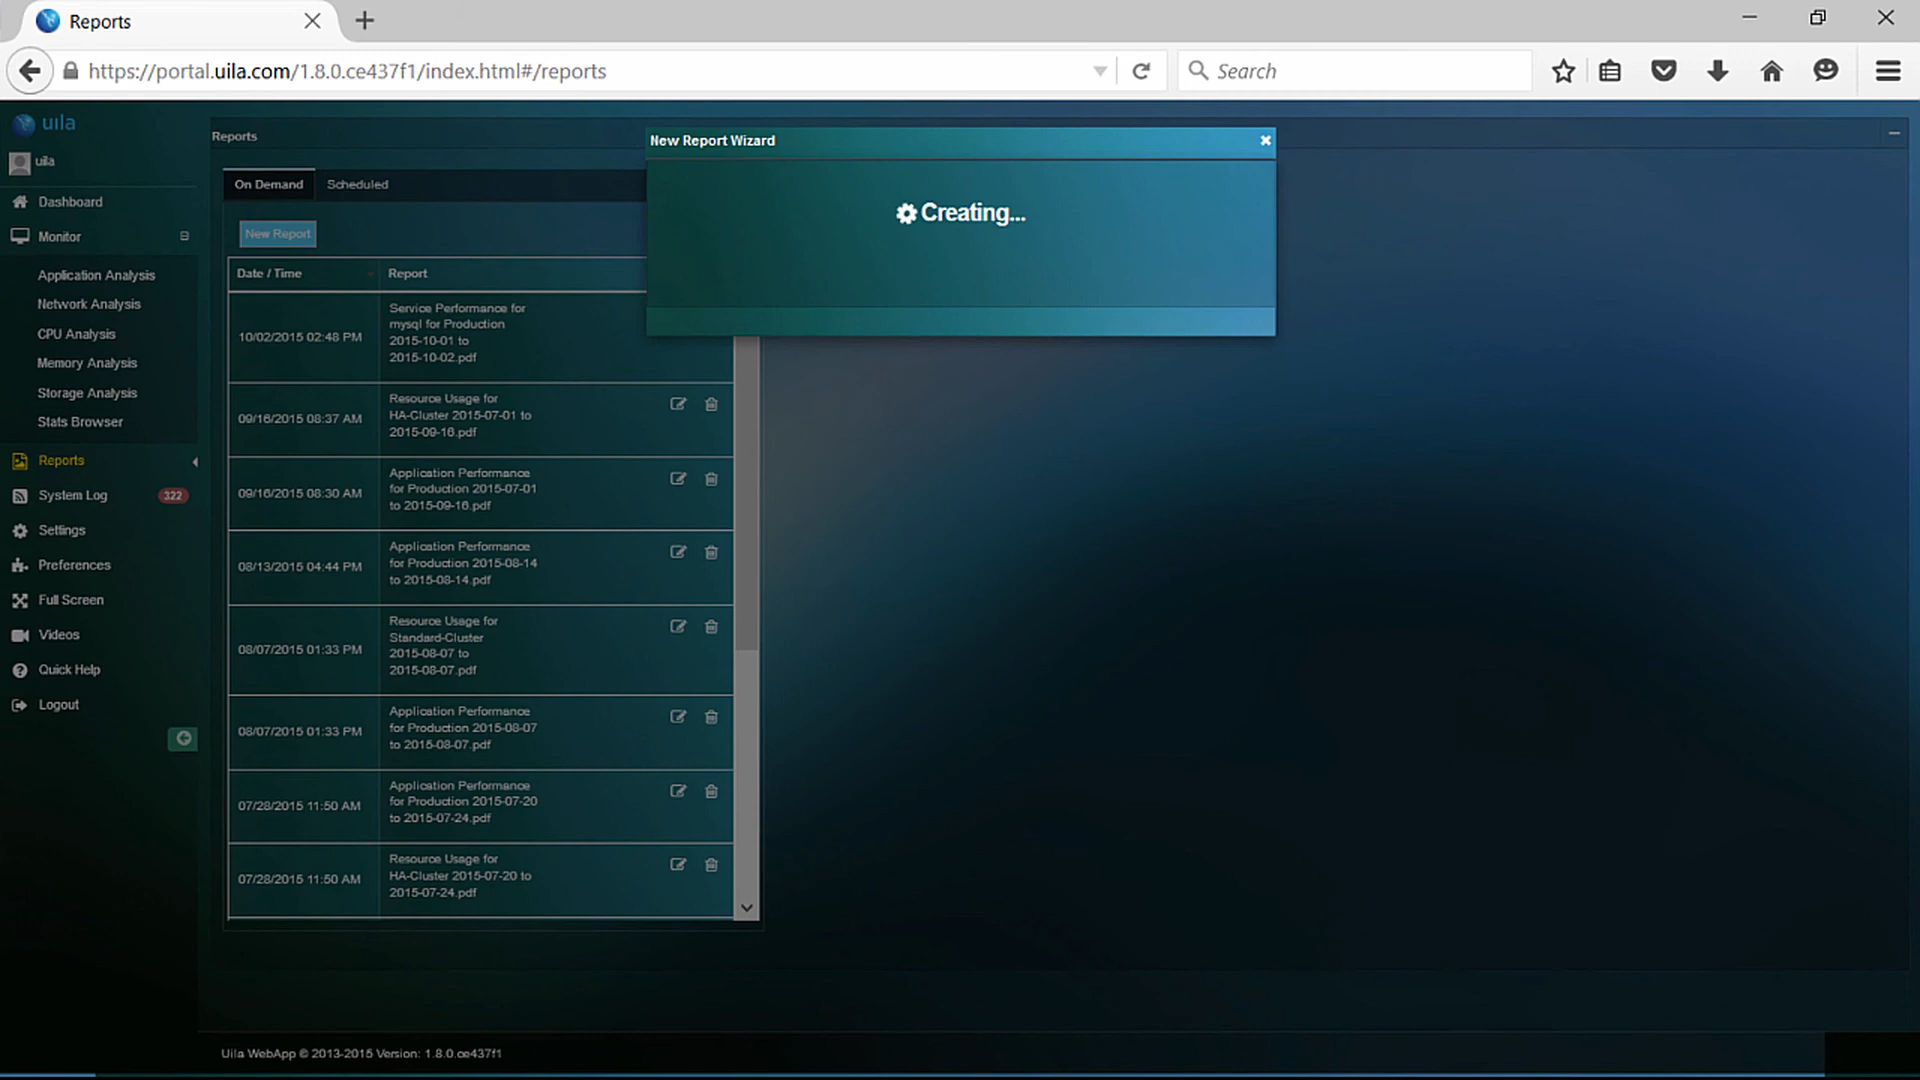 Reports
https://portal.uila.com/1.8.0.ce437f1/index.html#/reports
Search
uila
uila
Dashboard
Monitor
Application Analysis
Network Analysis
CPU Analysis
Memory Analysis
Storage Analysis
Stats Browser
Reports
System Log 322
Settings
Preferences
Full Screen
Videos
Quick Help
Logout
Reports
On Demand Scheduled
New Report
Date / Time Report
10/02/2015 02:48 PM
Service Performance for
mysql for Production
2015-10-01 to
2015-10-02.pdf
09/16/2015 08:37 AM
Resource Usage for
HA-Cluster 2015-07-01 to
2015-09-16.pdf
09/16/2015 08:30 AM
Application Performance
for Production 2015-07-01
to 2015-09-16.pdf
08/13/2015 04:44 PM
Application Performance
for Production 2015-08-14
to 2015-08-14.pdf
08/07/2015 01:33 PM
Resource Usage for
Standard-Cluster
2015-08-07 to
2015-08-07.pdf
08/07/2015 01:33 PM
Application Performance
for Production 2015-08-07
to 2015-08-07.pdf
07/28/2015 11:50 AM
Application Performance
for Production 2015-07-20
to 2015-07-24.pdf
07/28/2015 11:50 AM
Resource Usage for
HA-Cluster 2015-07-20 to
2015-07-24.pdf
New Report Wizard
Creating...
Uila WebApp © 2013-2015 Version: 1.8.0.ce437f1